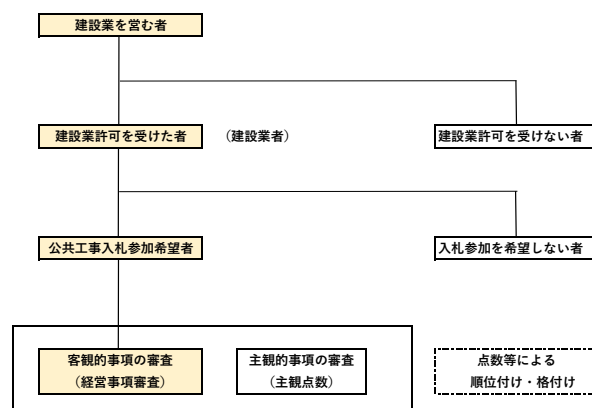 建設業を営む者
建設業許可を受けた者
（建設業者）
建設業許可を受けない者
公共工事入札参加希望者
入札参加を希望しない者
客観的事項の審査
（経営事項審査）
主観的事項の審査
（主観点数）
点数等による
順位付け・格付け